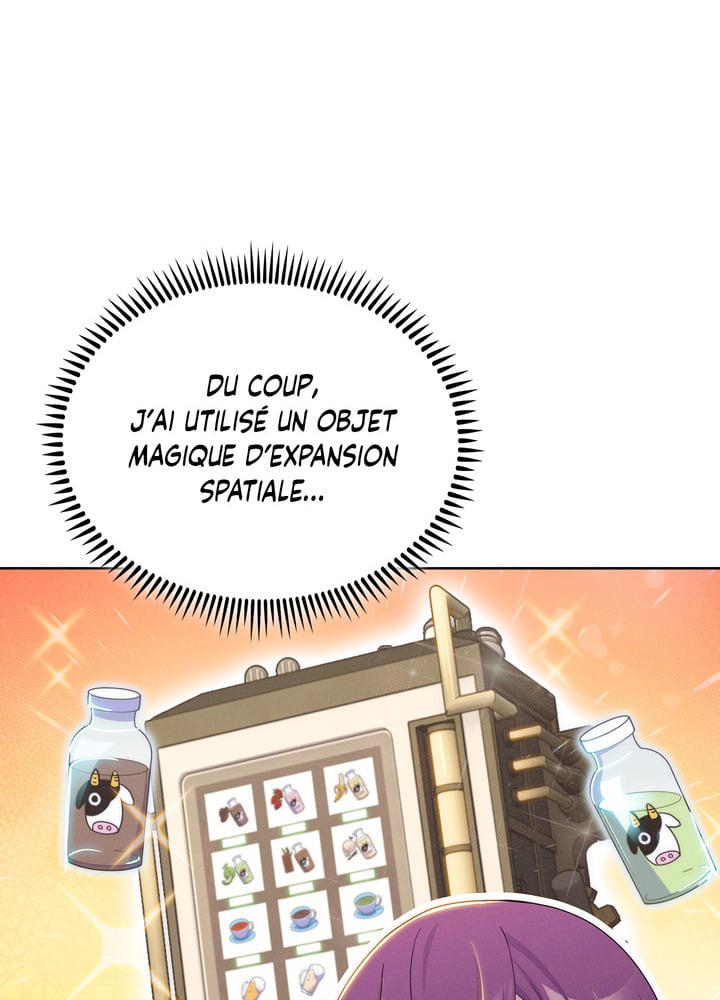 DU COUP,
J'AI UTILISÉ UN OBJET
MAGIQUE D'EXPANSION
SPATIALE...